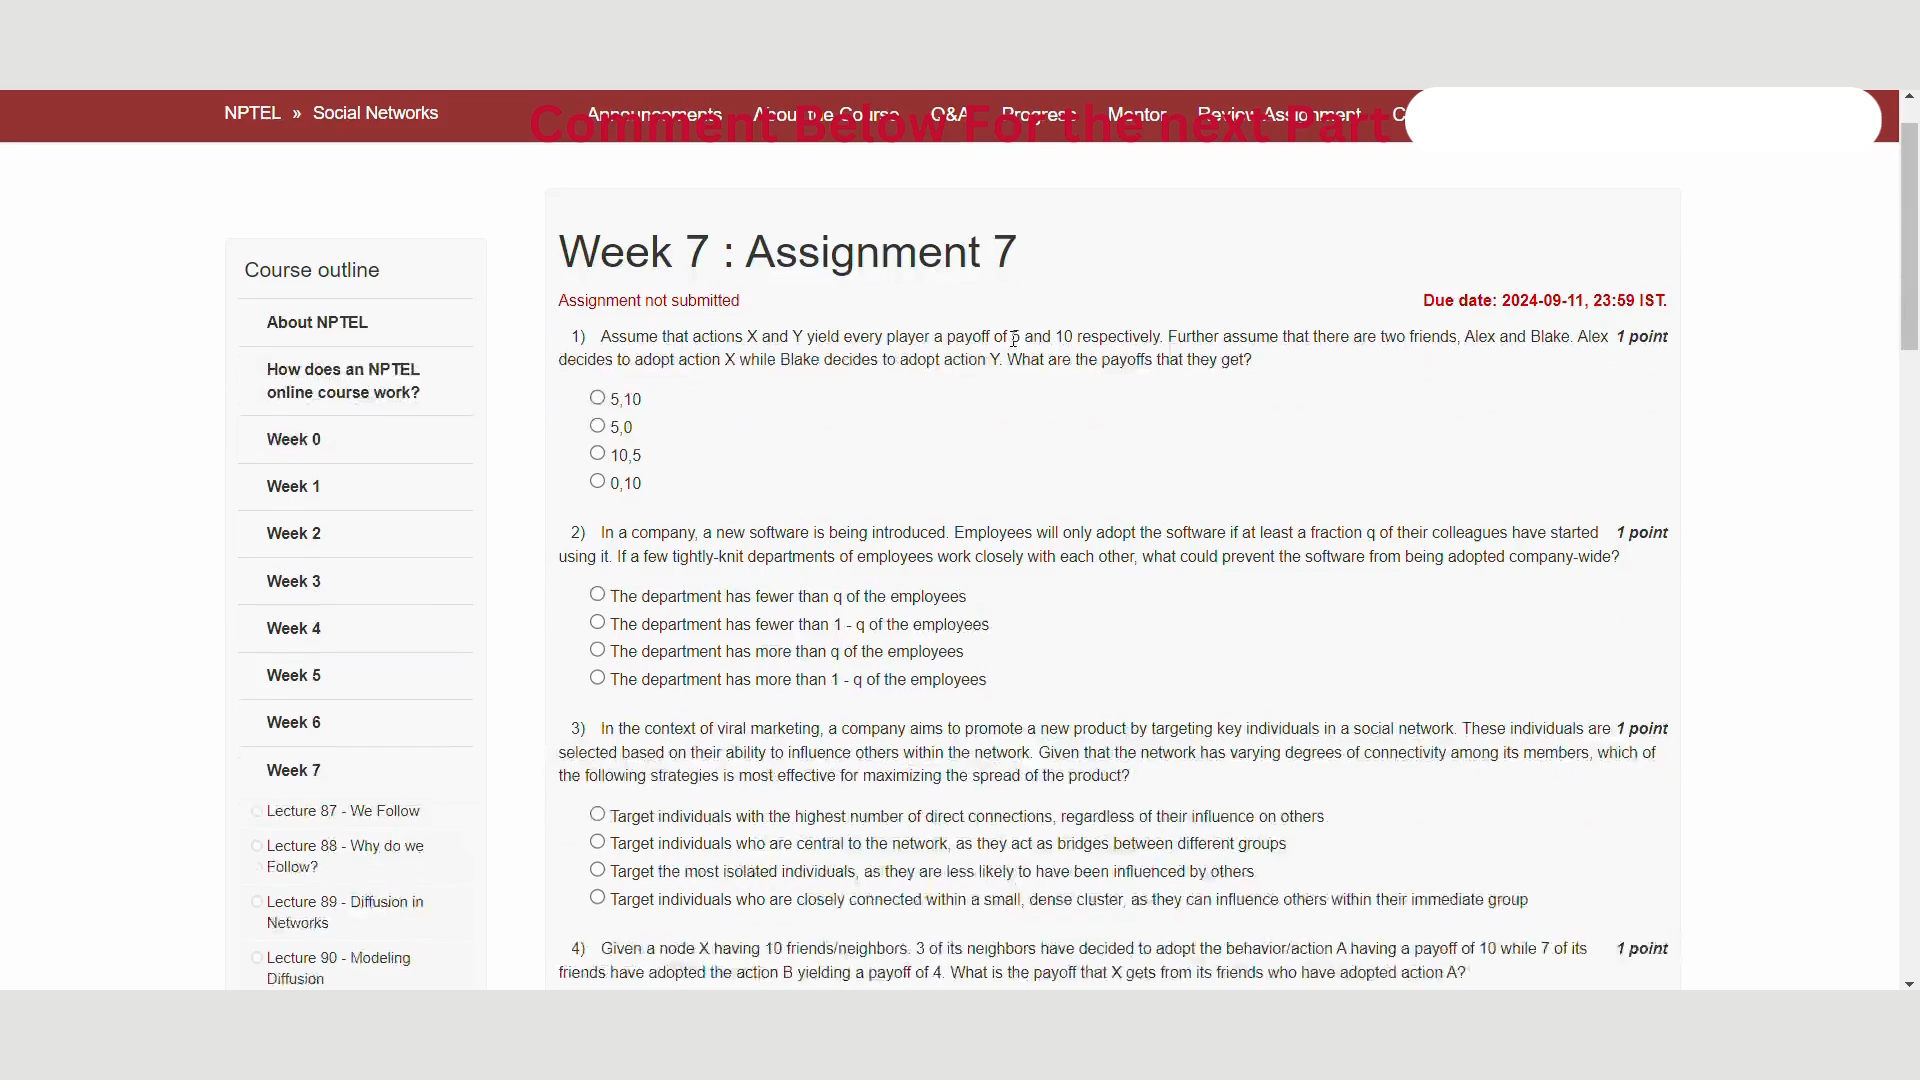 NPTEL » Social Networks
Announcements About the Course Q&A Progress Mentor Review Assignment C
Comment Below For the next Part
Course outline
About NPTEL
How does an NPTEL
online course work?
Week 0
Week 1
Week 2
Week 3
Week 4
Week 5
Week 6
Week 7
Lecture 87 - We Follow
Lecture 88 - Why do we
Follow?
Lecture 89 - Diffusion in
Networks
Lecture 90 - Modeling
Diffusion
Week 7 : Assignment 7
Assignment not submitted Due date: 2024-09-11, 23:59 IST.
1) Assume that actions X and Y yield every player a payoff of 5 and 10 respectively. Further assume that there are two friends, Alex and Blake. Alex 1 point
decides to adopt action X while Blake decides to adopt action Y. What are the payoffs that they get?
5,10
5,0
10,5
0,10
2) In a company, a new software is being introduced. Employees will only adopt the software if at least a fraction q of their colleagues have started 1 point
using it. If a few tightly-knit departments of employees work closely with each other, what could prevent the software from being adopted company-wide?
The department has fewer than q of the employees
The department has fewer than 1 - q of the employees
The department has more than q of the employees
The department has more than 1 - q of the employees
3) In the context of viral marketing, a company aims to promote a new product by targeting key individuals in a social network. These individuals are 1 point
selected based on their ability to influence others within the network. Given that the network has varying degrees of connectivity among its members, which of
the following strategies is most effective for maximizing the spread of the product?
Target individuals with the highest number of direct connections, regardless of their influence on others
Target individuals who are central to the network, as they act as bridges between different groups
Target the most isolated individuals, as they are less likely to have been influenced by others
Target individuals who are closely connected within a small, dense cluster, as they can influence others within their immediate group
4) Given a node X having 10 friends/neighbors. 3 of its neighbors have decided to adopt the behavior/action A having a payoff of 10 while 7 of its 1 point
friends have adopted the action B yielding a payoff of 4. What is the payoff that X gets from its friends who have adopted action A?